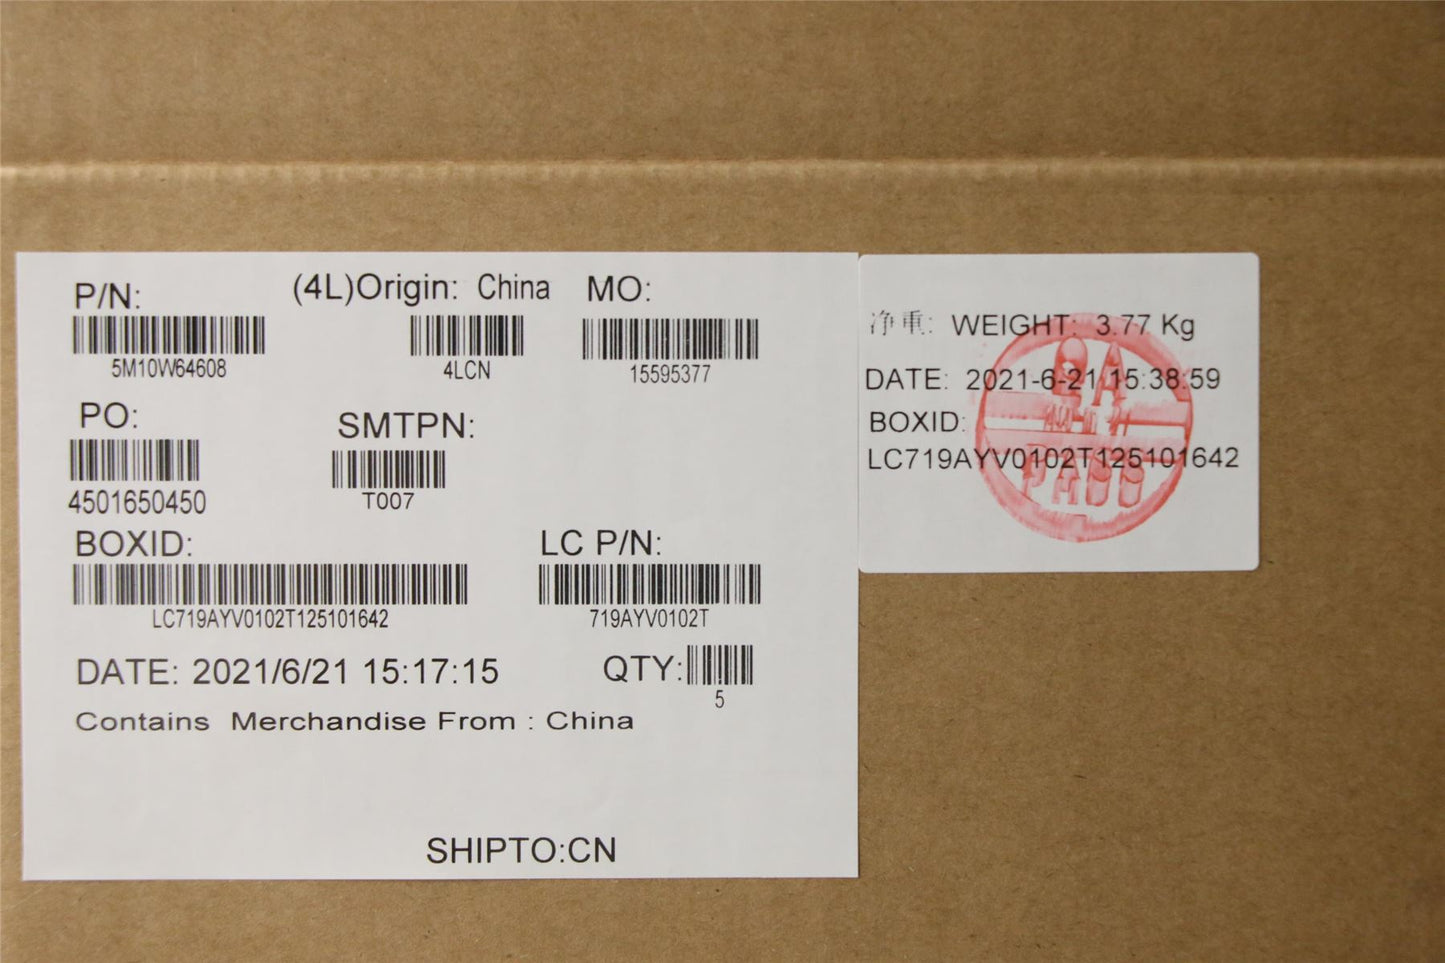 P/N: (4L)Origin: China MO:
5M10W64608 4LCN 15595377
PO: SMTPN:
4501650450 T007
BOXID: LC P/N:
LC719AYV0102T125101642 719AYV0102T
DATE: 2021/6/21 15:17:15 QTY:
5
Contains Merchandise From : China
SHIPTO:CN
净重: WEIGHT: 3.77 Kg
DATE: 2021-6-21 15:38:59
BOXID:
LC719AYV0102T125101642
QA
PASS